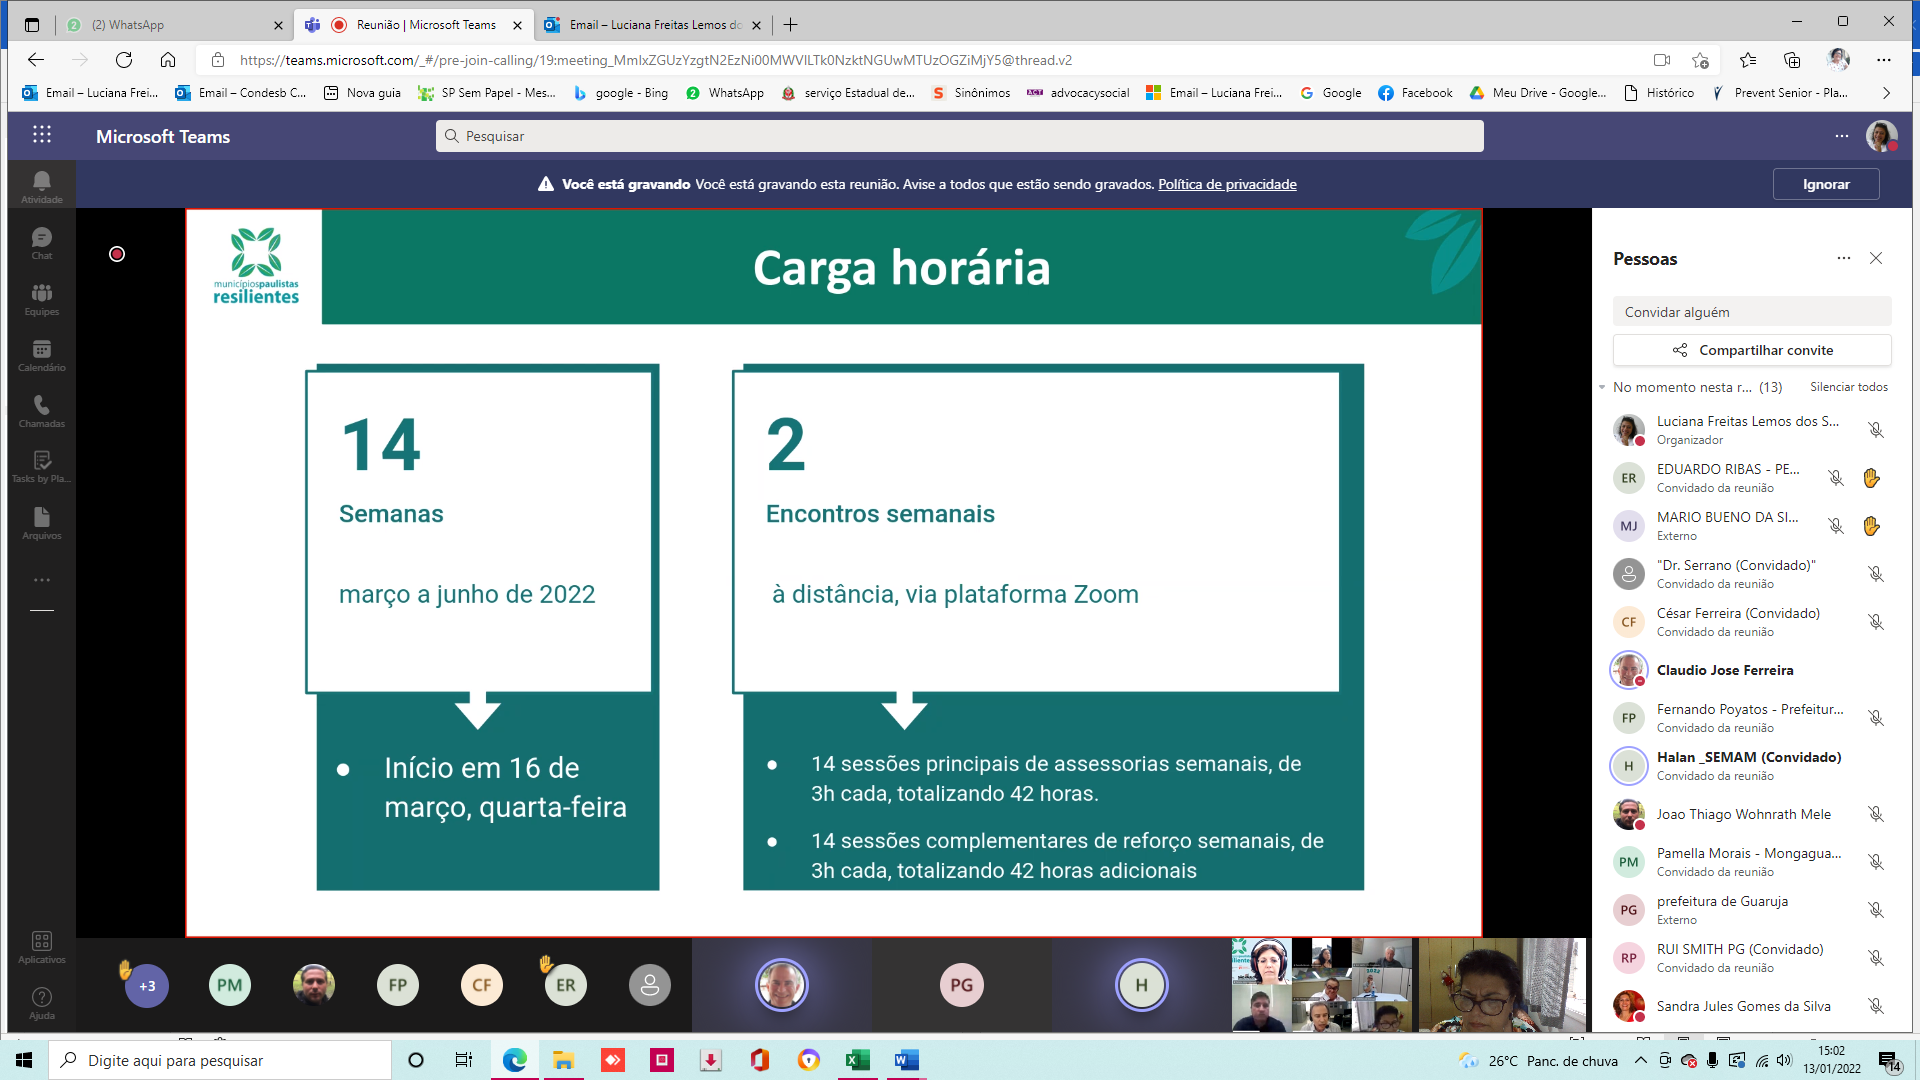 (2) WhatsApp
Reunião | Microsoft Teams
Email – Luciana Freitas Lemos do
https://teams.microsoft.com/_#/pre-join-calling/19:meeting_MmIxZGUzYzgtN2EzNi00MWVlLTk0NzktNGUwMTUzOGZiMjY5@thread.v2
Email – Luciana Frei...
Email – Condesb C...
Nova guia
SP Sem Papel - Mes...
google - Bing
WhatsApp
serviço Estadual de...
Sinônimos
advocacysocial
Email – Luciana Frei...
Google
Facebook
Meu Drive - Google...
Histórico
Prevent Senior - Pla...
Microsoft Teams
Pesquisar
Você está gravando Você está gravando esta reunião. Avise a todos que estão sendo gravados. Política de privacidade
Ignorar
Atividade
Chat
Equipes
Calendário
Chamadas
Tasks by Pla...
Arquivos
Aplicativos
Ajuda
municípiospaulistas
resilientes
Carga horária
14
Semanas
março a junho de 2022
Início em 16 de
março, quarta-feira
2
Encontros semanais
à distância, via plataforma Zoom
14 sessões principais de assessorias semanais, de
3h cada, totalizando 42 horas.
14 sessões complementares de reforço semanais, de
3h cada, totalizando 42 horas adicionais
+3
PM
FP
CF
ER
PG
H
Pessoas
Convidar alguém
Compartilhar convite
No momento nesta r... (13)
Silenciar todos
Luciana Freitas Lemos dos S...
Organizador
ER
EDUARDO RIBAS - PE...
Convidado da reunião
MJ
MARIO BUENO DA SI...
Externo
"Dr. Serrano (Convidado)"
Convidado da reunião
CF
César Ferreira (Convidado)
Convidado da reunião
Claudio Jose Ferreira
FP
Fernando Poyatos - Prefeitur...
Convidado da reunião
H
Halan _SEMAM (Convidado)
Convidado da reunião
Joao Thiago Wohnrath Mele
PM
Pamella Morais - Mongagua...
Convidado da reunião
PG
prefeitura de Guaruja
Externo
RP
RUI SMITH PG (Convidado)
Convidado da reunião
Sandra Jules Gomes da Silva
Digite aqui para pesquisar
26°C Panc. de chuva
15:02
13/01/2022
14